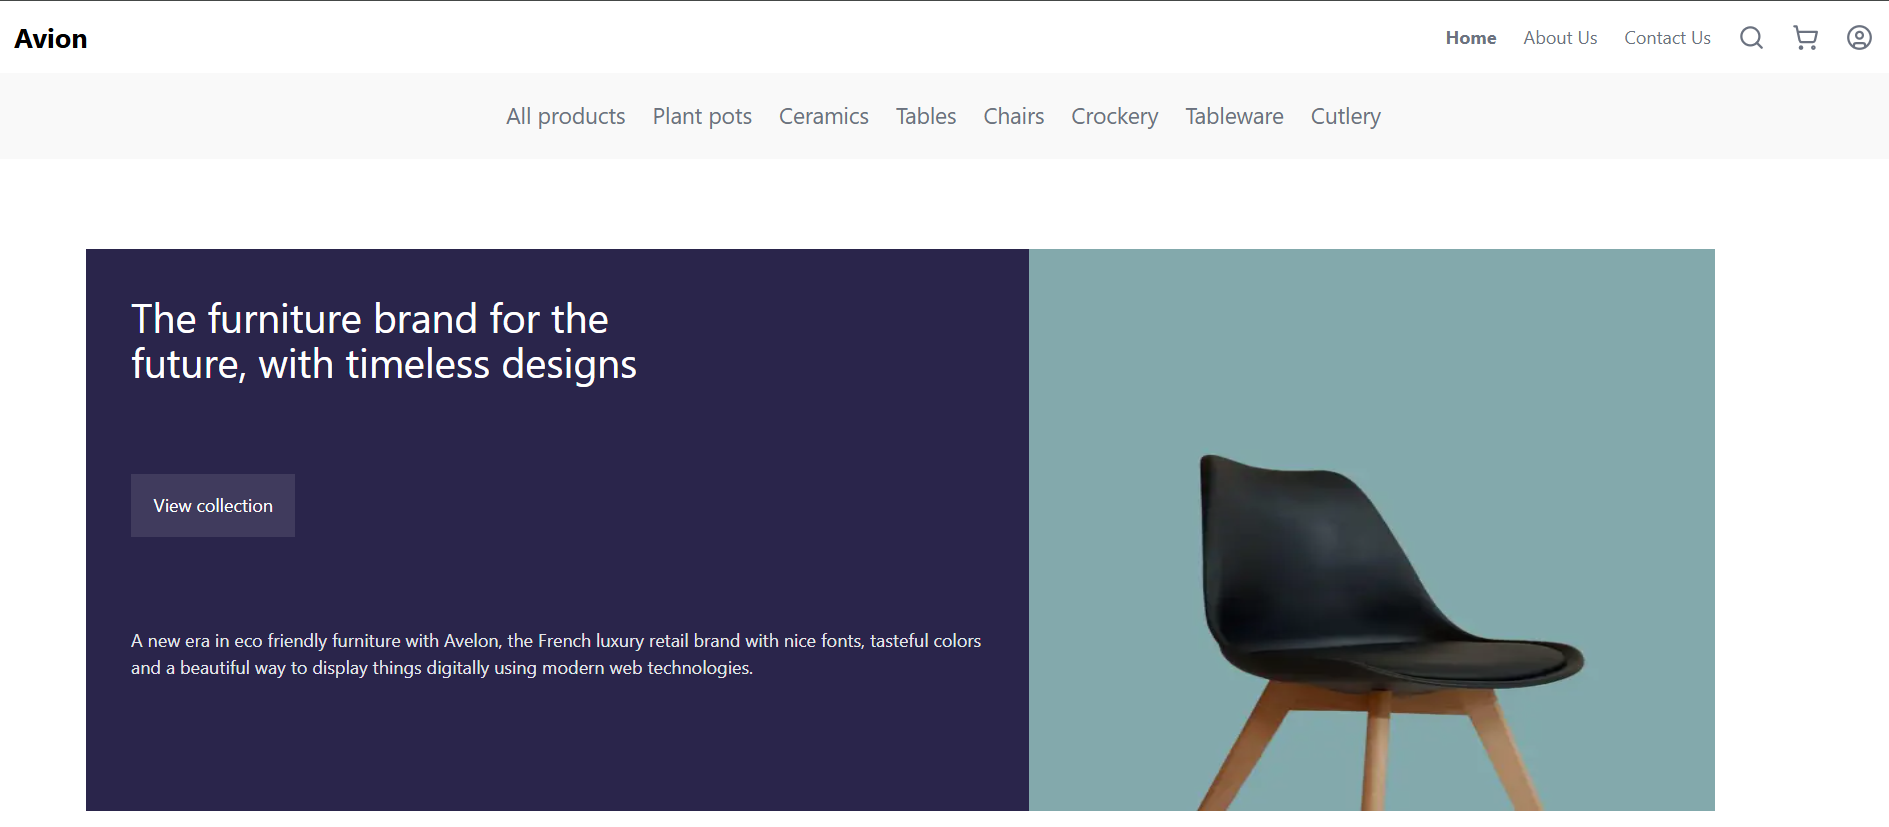 Avion
Home About Us Contact Us
All products Plant pots Ceramics Tables Chairs Crockery Tableware Cutlery
The furniture brand for the
future, with timeless designs
View collection
A new era in eco friendly furniture with Avelon, the French luxury retail brand with nice fonts, tasteful colors
and a beautiful way to display things digitally using modern web technologies.